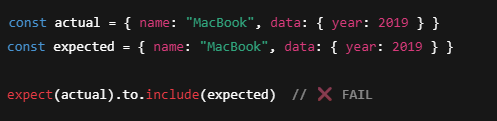 const actual = { name: "MacBook", data: { year: 2019 } }
const expected = { name: "MacBook", data: { year: 2019 } }
expect(actual).to.include(expected) // ❌ FAIL